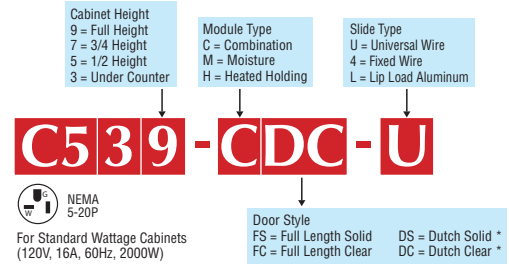 Cabinet Height
9 = Full Height
7 = 3/4 Height
5 = 1/2 Height
3 = Under Counter
Module Type
C = Combination
M = Moisture
H = Heated Holding
Slide Type
U = Universal Wire
4 = Fixed Wire
L = Lip Load Aluminum
C539-CDC-U
G
W
NEMA
5-20P
For Standard Wattage Cabinets
(120V, 16A, 60Hz, 2000W)
Door Style
FS = Full Length Solid DS = Dutch Solid *
FC = Full Length Clear DC = Dutch Clear *